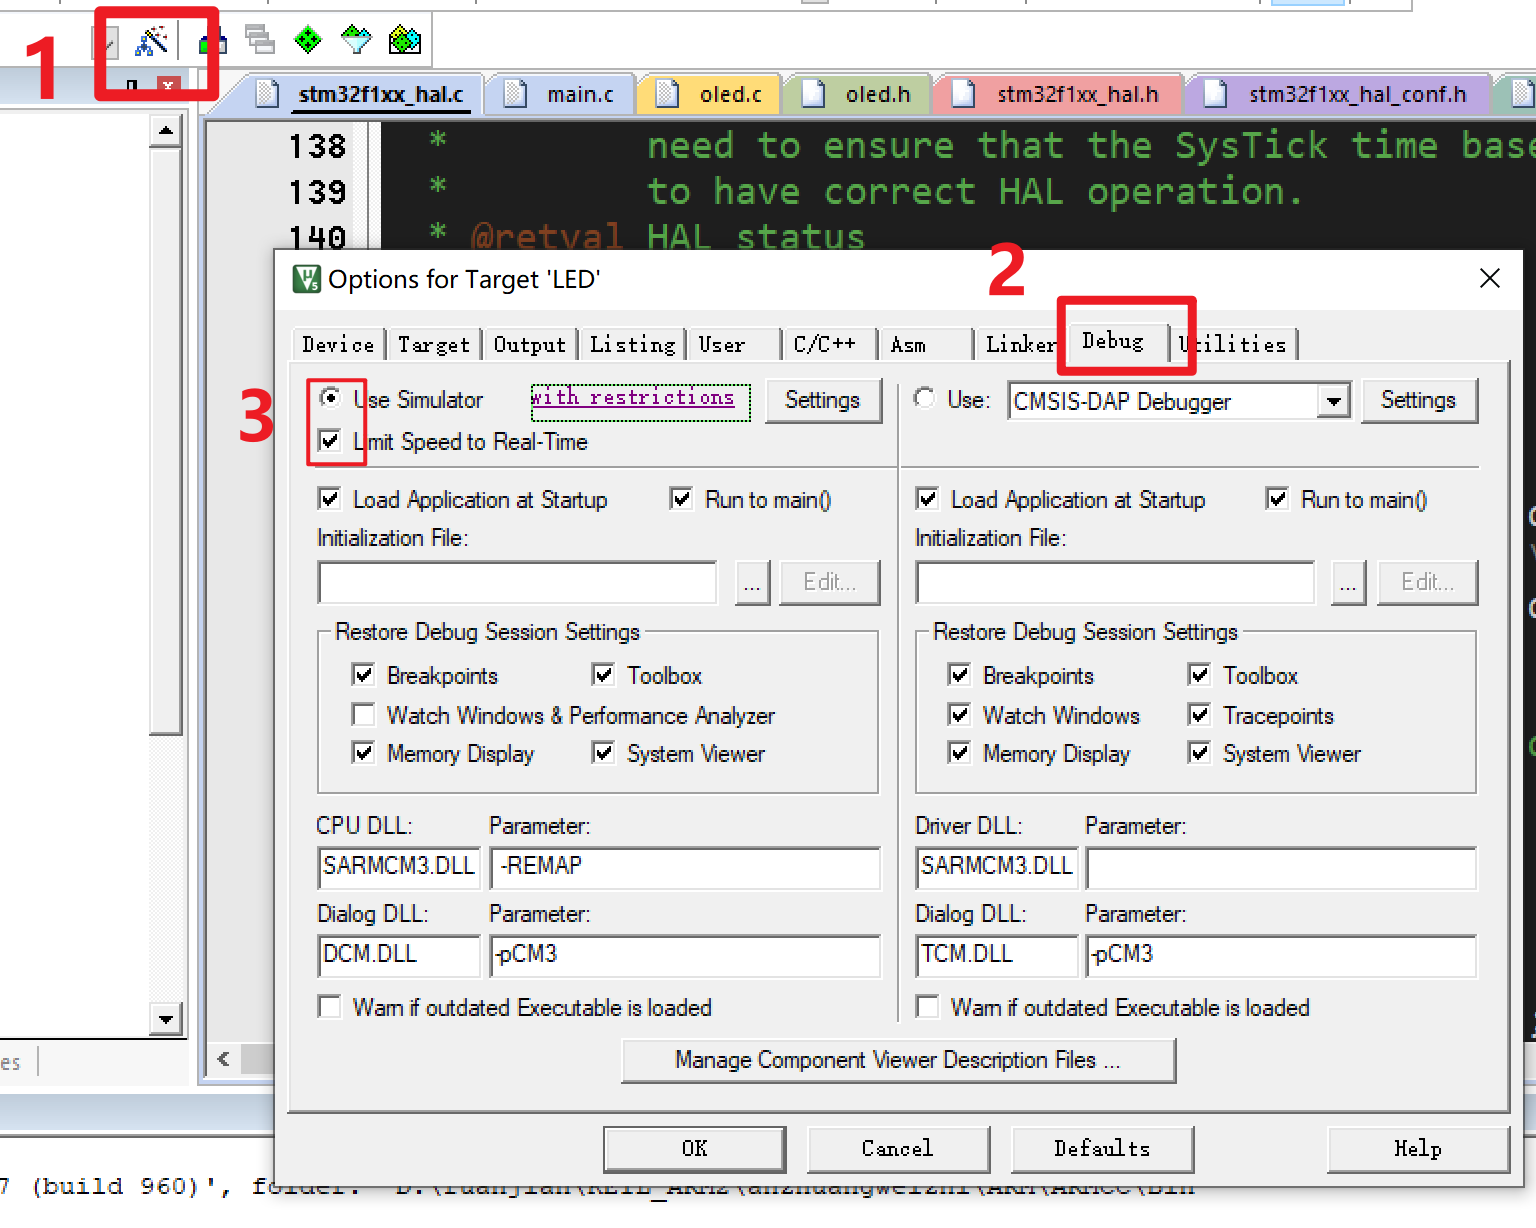 1
stm32f1xx_hal.c main.c oled.c oled.h stm32f1xx_hal.h stm32f1xx_hal_conf.h
138 * need to ensure that the SysTick time base
139 * to have correct HAL operation.
140 * @retval HAL status
2
Options for Target 'LED'
Device Target Output Listing User C/C++ Asm Linker Debug Utilities
3
Use Simulator with restrictions Settings Use: CMSIS-DAP Debugger Settings
Limit Speed to Real-Time
Load Application at Startup Run to main() Load Application at Startup Run to main()
Initialization File: Initialization File:
... Edit... ... Edit...
Restore Debug Session Settings Restore Debug Session Settings
Breakpoints Toolbox Breakpoints Toolbox
Watch Windows & Performance Analyzer Watch Windows Tracepoints
Memory Display System Viewer Memory Display System Viewer
CPU DLL: Parameter: Driver DLL: Parameter:
SARMCM3.DLL -REMAP SARMCM3.DLL
Dialog DLL: Parameter: Dialog DLL: Parameter:
DCM.DLL -pCM3 TCM.DLL -pCM3
Warn if outdated Executable is loaded Warn if outdated Executable is loaded
es
Manage Component Viewer Description Files ...
OK Cancel Defaults Help
7 (build 960)', folder: